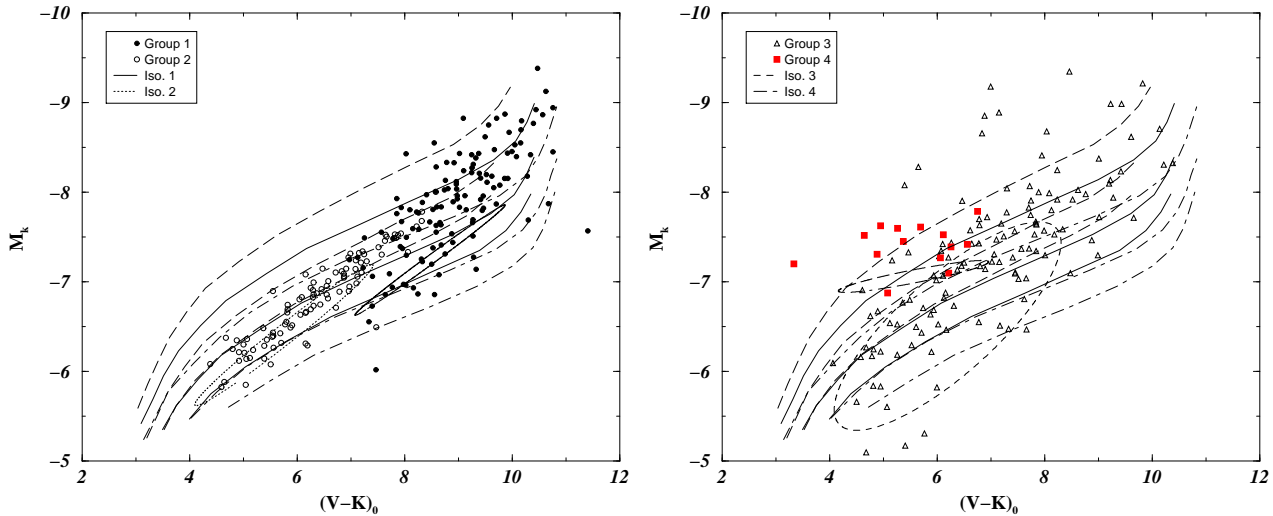 −10
−9
−8
−7
−6
−5
M_k
2 4 6 8 10 12
(V−K)_0
Group 1
Group 2
Iso. 1
Iso. 2
−10
−9
−8
−7
−6
−5
M_k
2 4 6 8 10 12
(V−K)_0
Group 3
Group 4
Iso. 3
Iso. 4